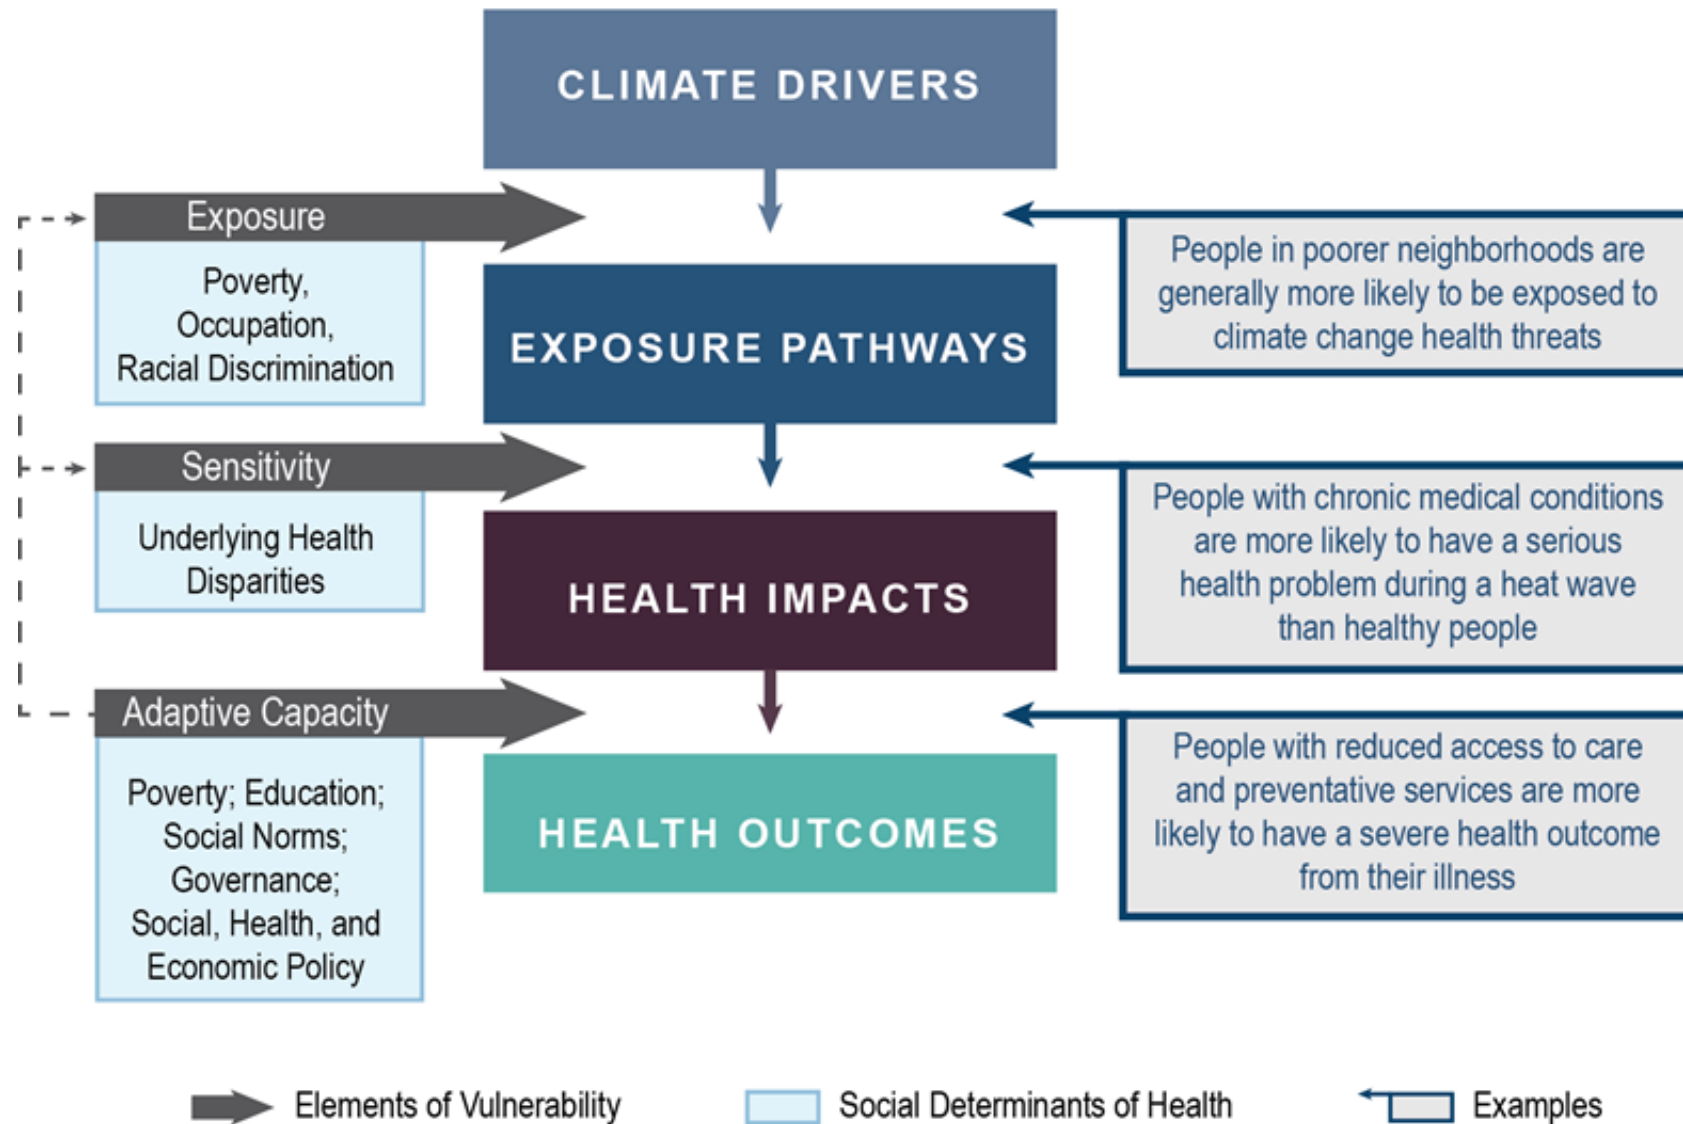 CLIMATE DRIVERS
Exposure
Poverty,
Occupation,
Racial Discrimination
People in poorer neighborhoods are
generally more likely to be exposed to
climate change health threats
EXPOSURE PATHWAYS
Sensitivity
Underlying Health
Disparities
People with chronic medical conditions
are more likely to have a serious
health problem during a heat wave
than healthy people
HEALTH IMPACTS
Adaptive Capacity
Poverty; Education;
Social Norms;
Governance;
Social, Health, and
Economic Policy
People with reduced access to care
and preventative services are more
likely to have a severe health outcome
from their illness
HEALTH OUTCOMES
Elements of Vulnerability
Social Determinants of Health
Examples